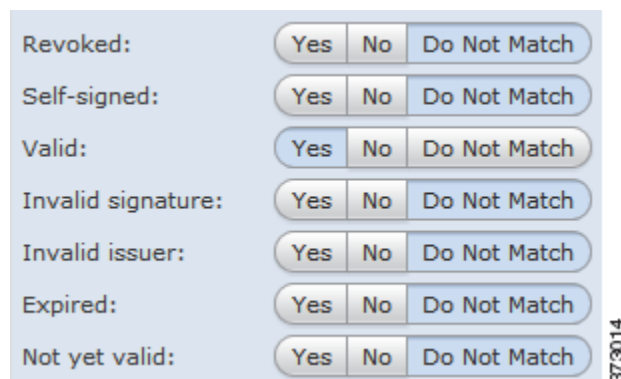 Revoked: Yes No Do Not Match
Self-signed: Yes No Do Not Match
Valid: Yes No Do Not Match
Invalid signature: Yes No Do Not Match
Invalid issuer: Yes No Do Not Match
Expired: Yes No Do Not Match
Not yet valid: Yes No Do Not Match
373014